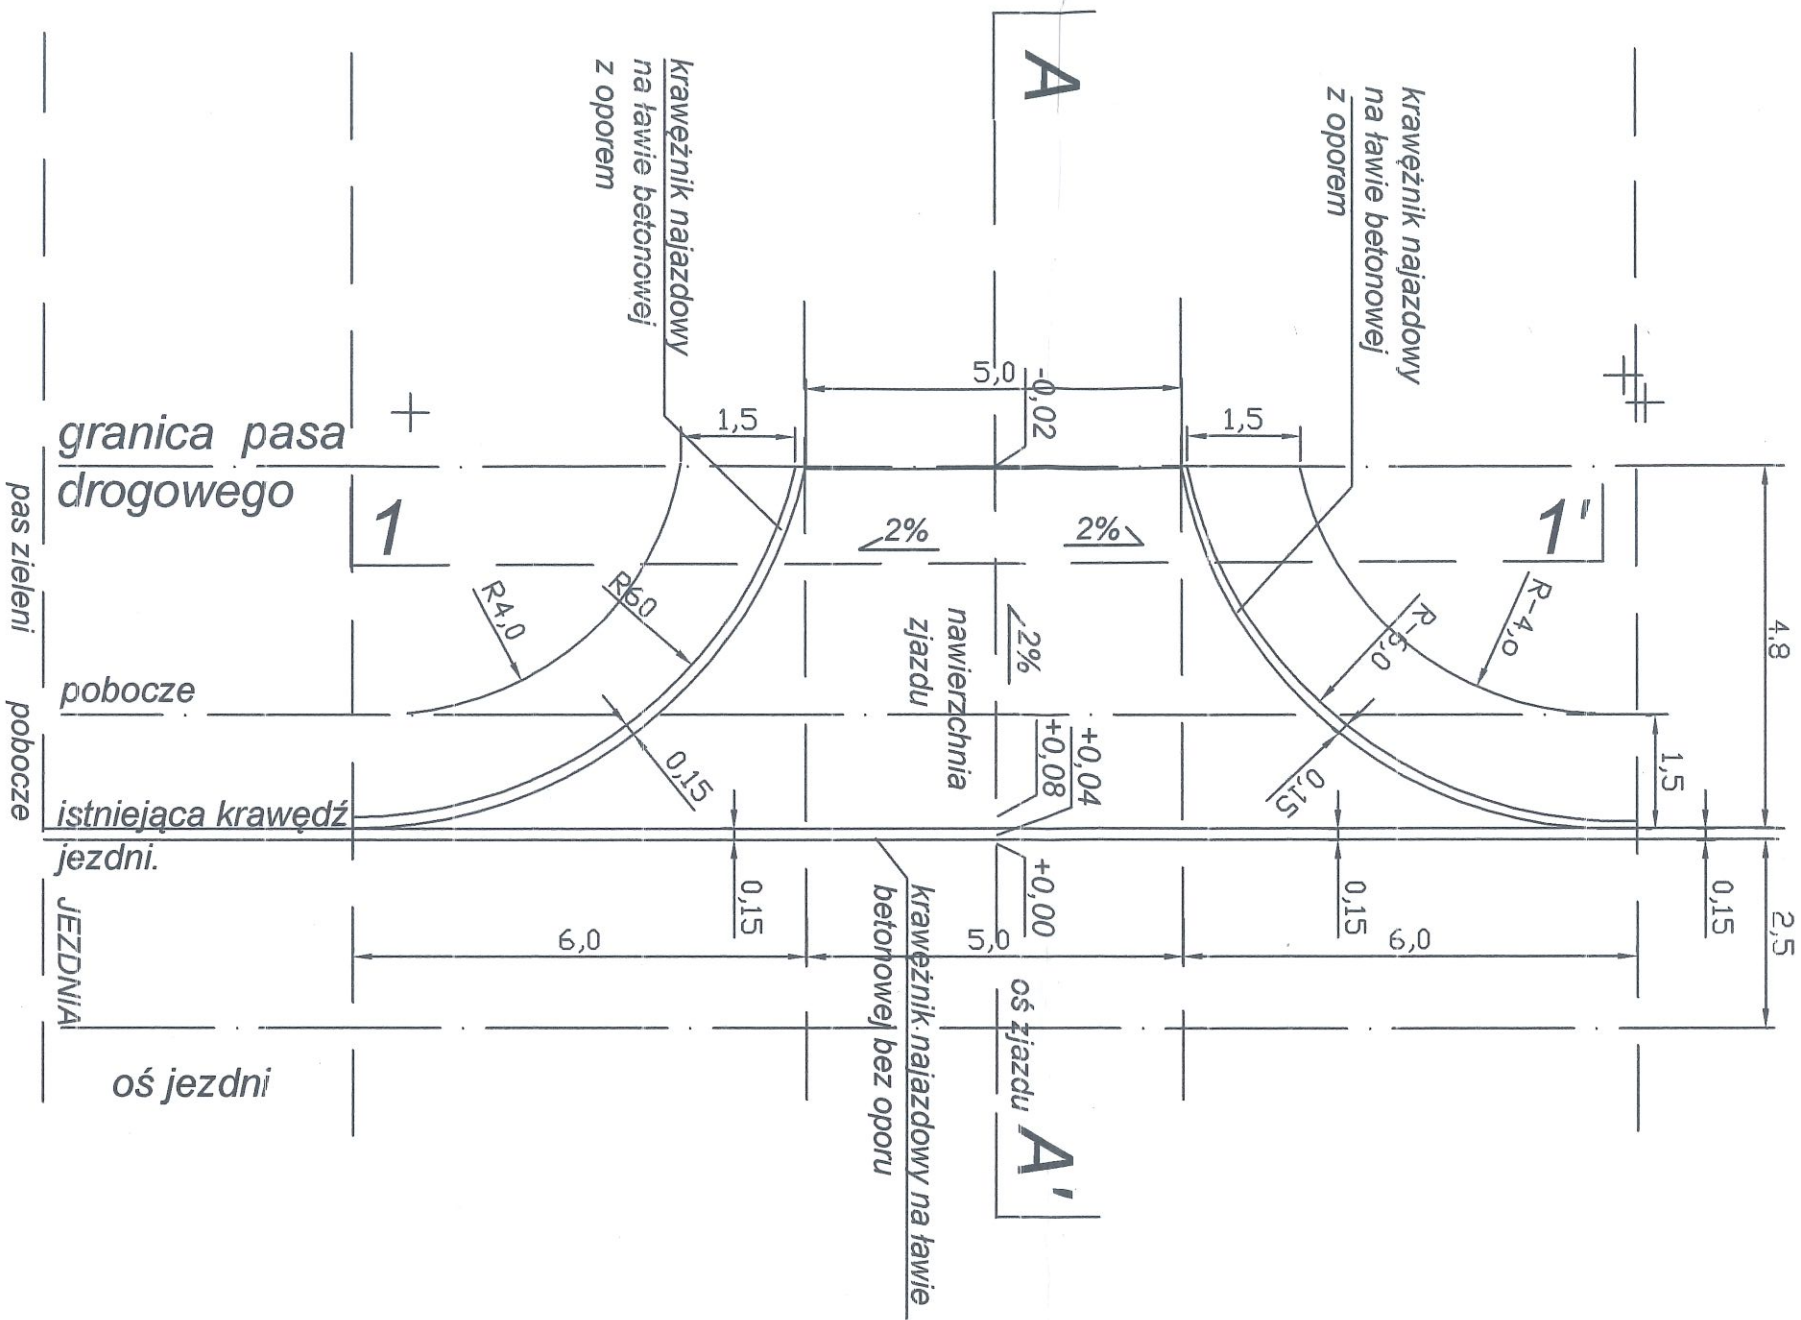 A
krawężnik najazdowy
na ławie betonowej
z oporem
krawężnik najazdowy
na ławie betonowej
z oporem
5,0
-0,02
1,5
1,5
granica pasa
drogowego
1
1'
2%
2%
R4,0
R60
R-4,0
4,8
pas zieleni
pobocze
2%
nawierzchnia
zjazdu
pobocze
+0,04
+0,08
0,15
0,15
1,5
istniejąca krawędź
jezdni.
+0,00
0,15
0,15
0,15
2,5
JEZDNIA
6,0
5,0
6,0
krawężnik najazdowy na ławie
betonowej bez oporu
oś zjazdu
A'
oś jezdni